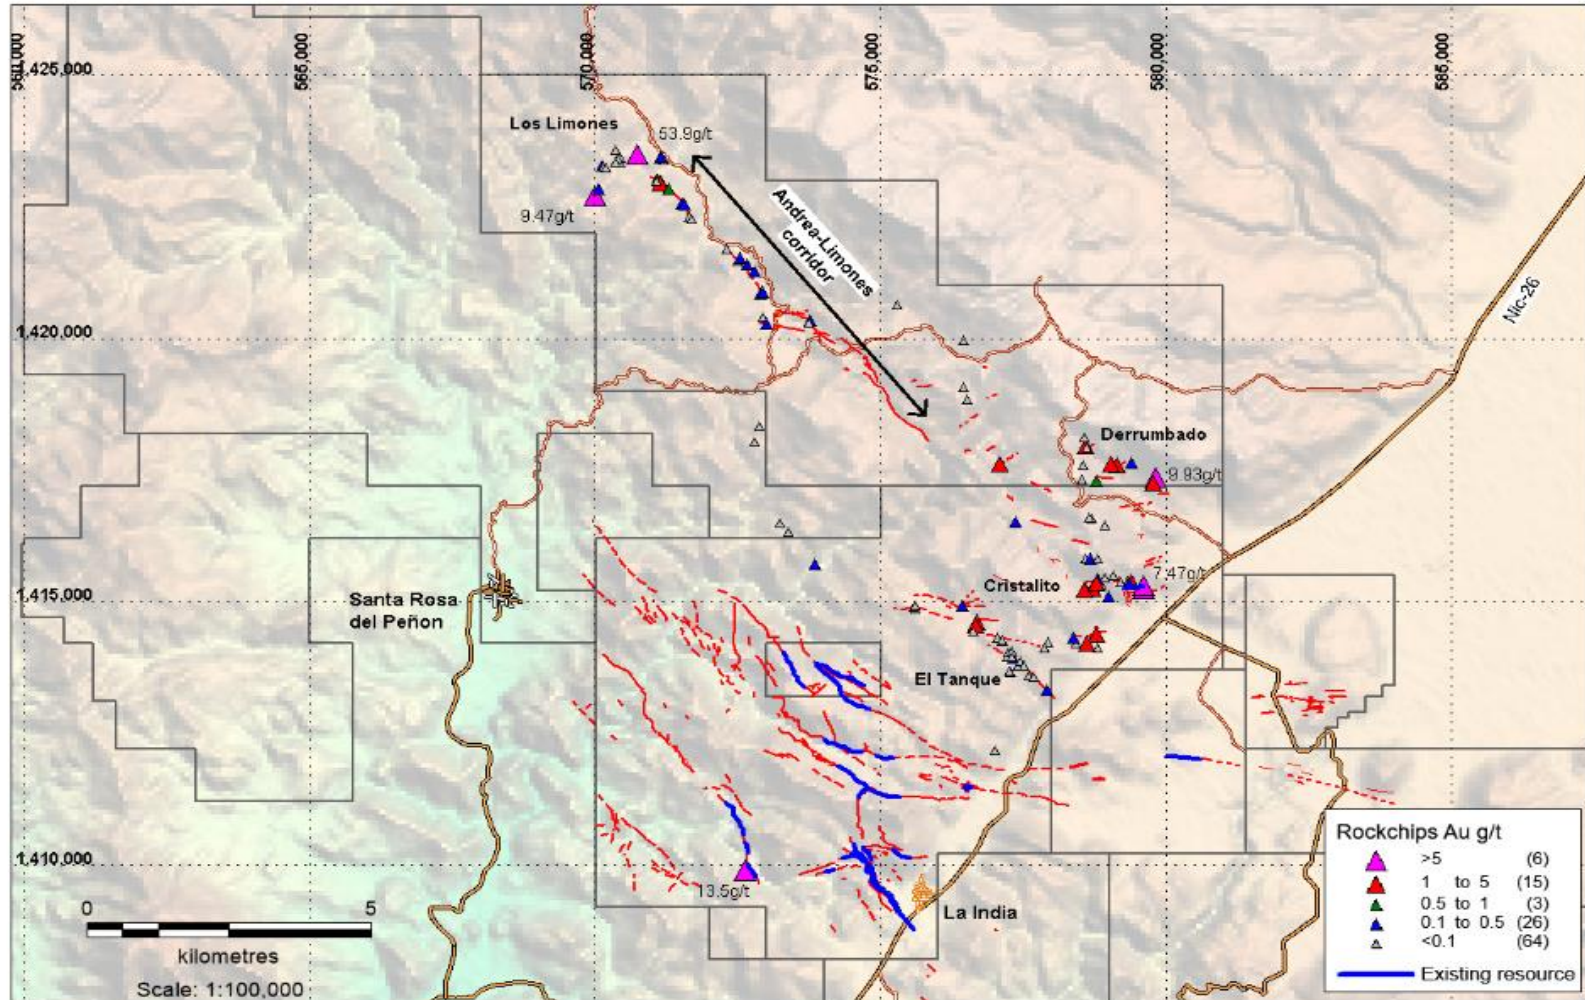 560,000
565,000
570,000
575,000
580,000
585,000
1,425,000
Los Limones
53.9g/t
9.47g/t
Andrea-Limones
corridor
Nic-26
1,420,000
Derrumbado
9.93g/t
Cristalito
7.47g/t
1,415,000
Santa Rosa
del Peñon
El Tanque
1,410,000
13.5g/t
La India
0 5
kilometres
Scale: 1:100,000
Rockchips Au g/t
>5 (6)
1 to 5 (15)
0.5 to 1 (3)
0.1 to 0.5 (26)
<0.1 (64)
Existing resource